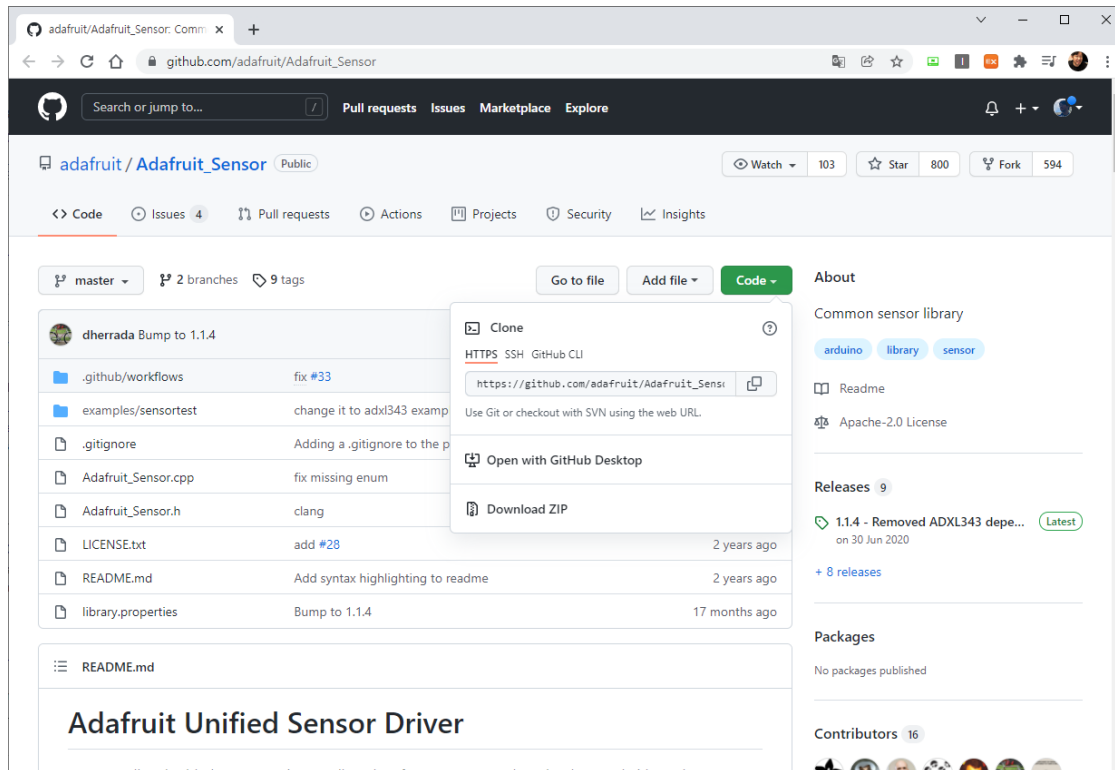 adafruit/Adafruit_Sensor: Comm
github.com/adafruit/Adafruit_Sensor
Search or jump to... /
Pull requests Issues Marketplace Explore
adafruit / Adafruit_Sensor Public
Watch 103 Star 800 Fork 594
Code Issues 4 Pull requests Actions Projects Security Insights
master 2 branches 9 tags Go to file Add file Code
dherrada Bump to 1.1.4
.github/workflows fix #33
examples/sensortest change it to adxl343 examp
.gitignore Adding a .gitignore to the p
Adafruit_Sensor.cpp fix missing enum
Adafruit_Sensor.h clang
LICENSE.txt add #28 2 years ago
README.md Add syntax highlighting to readme 2 years ago
library.properties Bump to 1.1.4 17 months ago
Clone
HTTPS SSH GitHub CLI
https://github.com/adafruit/Adafruit_Senso
Use Git or checkout with SVN using the web URL.
Open with GitHub Desktop
Download ZIP
README.md
Adafruit Unified Sensor Driver
About
Common sensor library
arduino library sensor
Readme
Apache-2.0 License
Releases 9
1.1.4 - Removed ADXL343 depe... Latest
on 30 Jun 2020
+ 8 releases
Packages
No packages published
Contributors 16